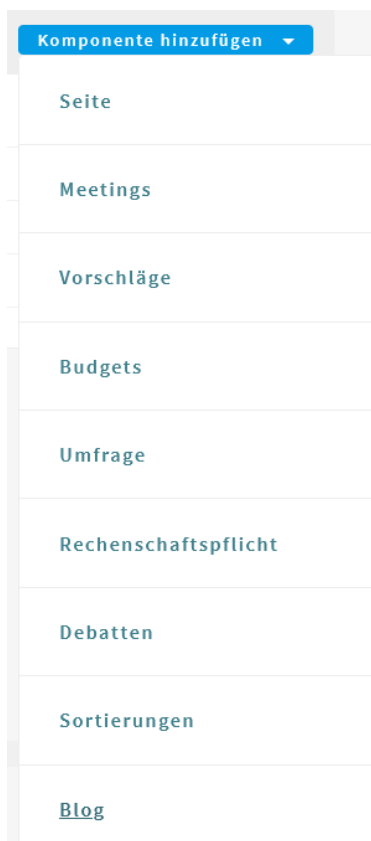 Komponente hinzufügen
Seite
Meetings
Vorschläge
Budgets
Umfrage
Rechenschaftspflicht
Debatten
Sortierungen
Blog